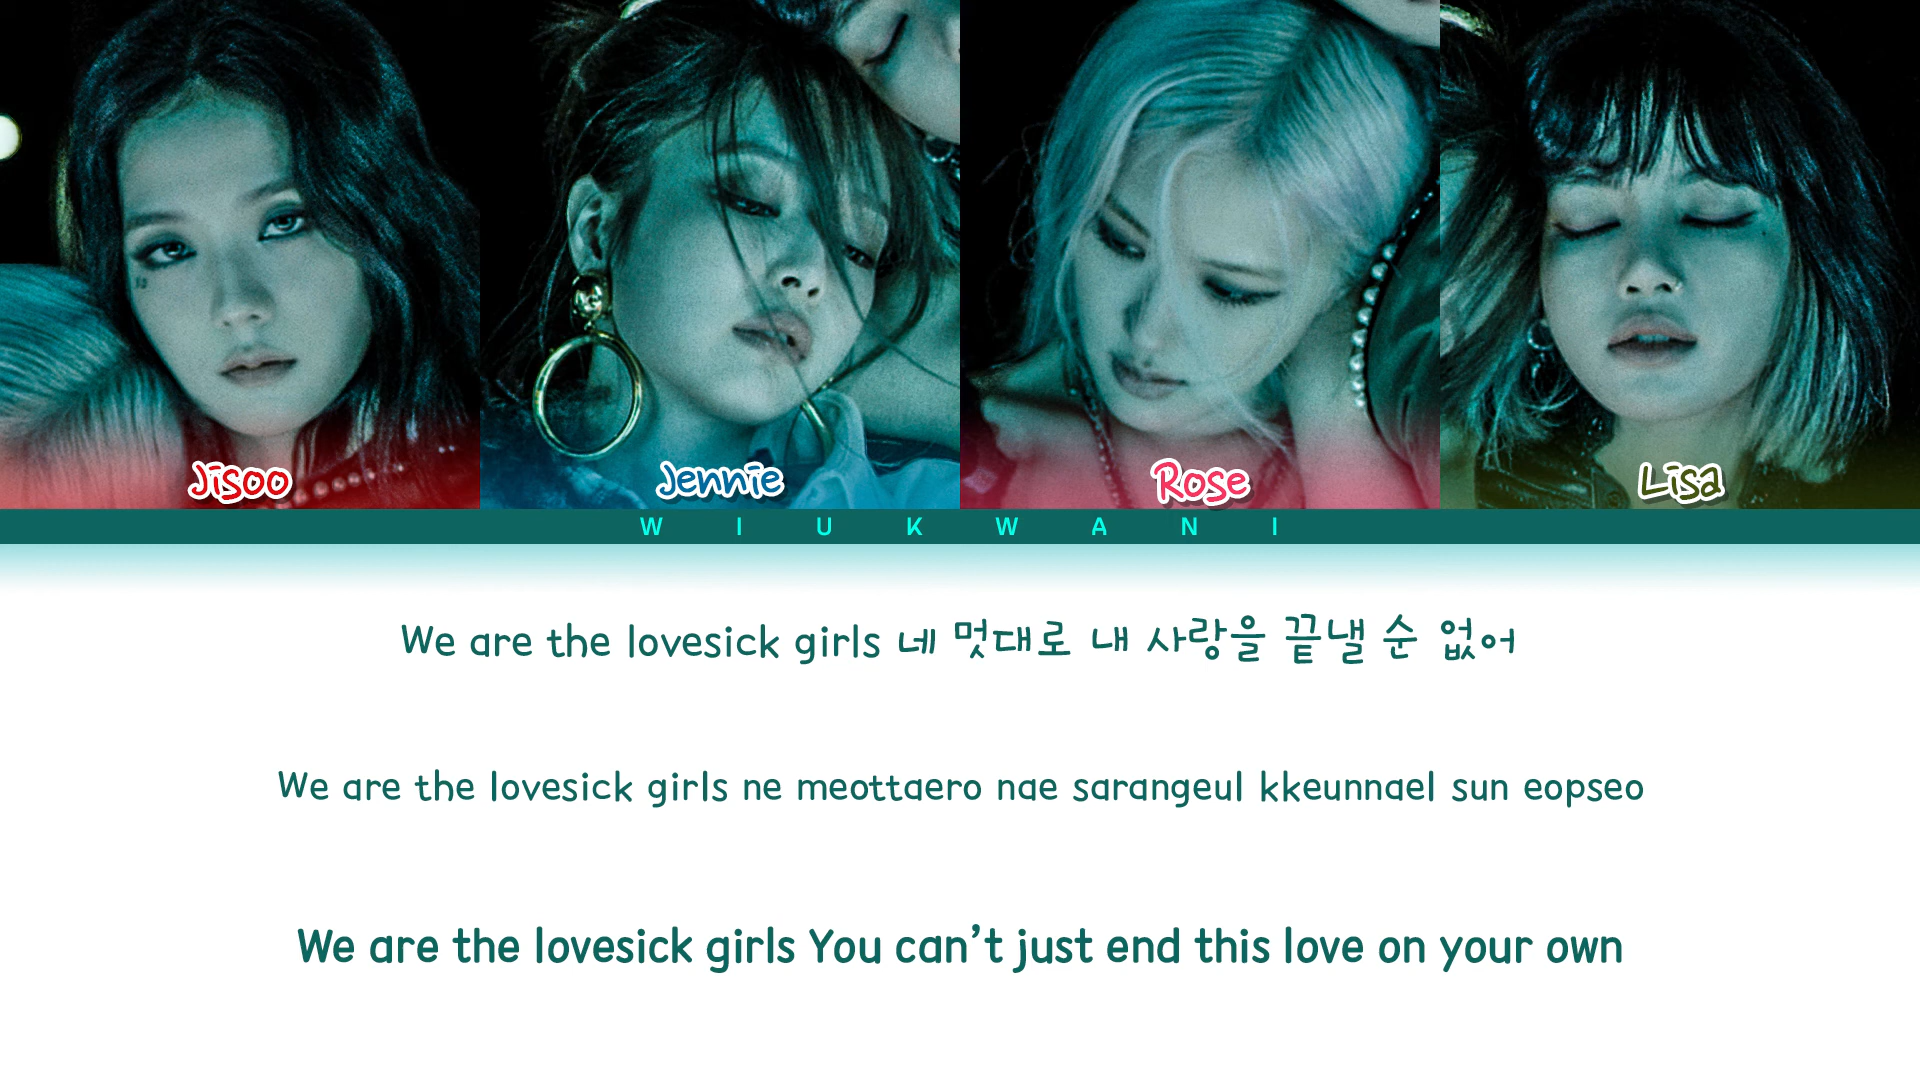 Jisoo
Jennie
Rose
Lisa
W I U K W A N I
We are the lovesick girls 네 멋대로 내 사랑을 끝낼 순 없어
We are the lovesick girls ne meottaero nae sarangeul kkeunnael sun eopseo
We are the lovesick girls You can't just end this love on your own